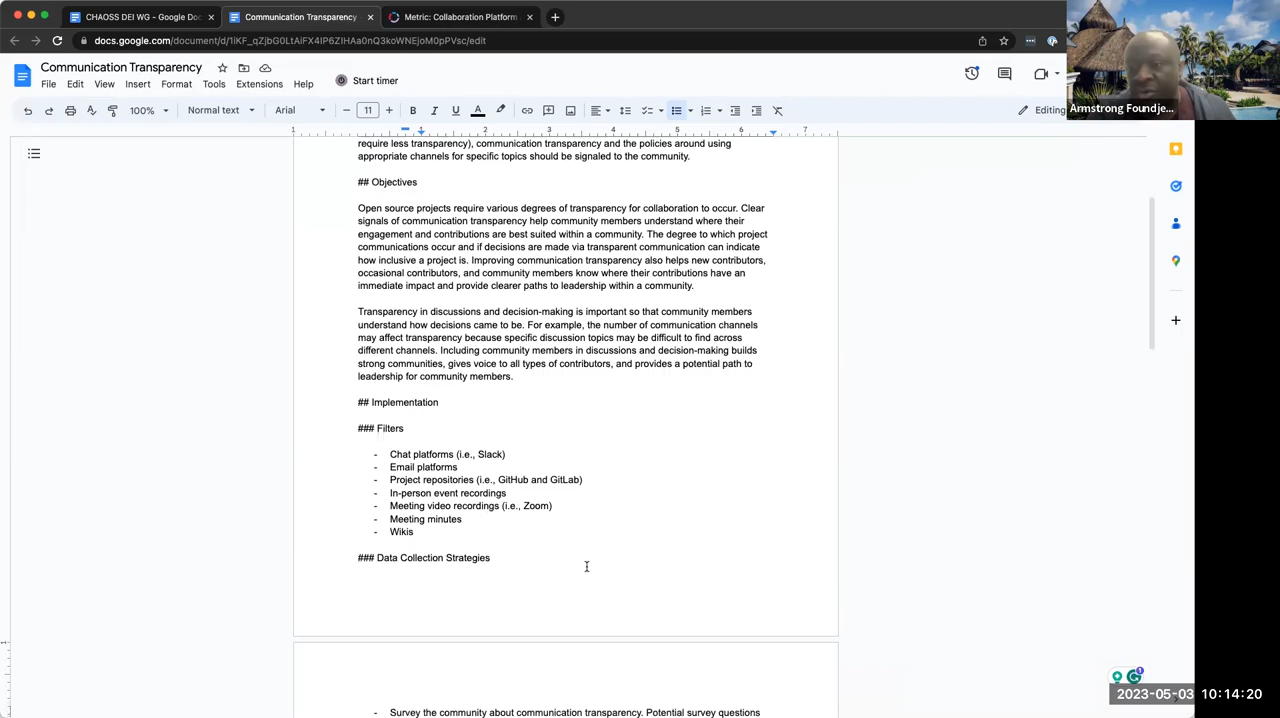 CHAOSS DEI WG - Google Doc
Communication Transparency
Metric: Collaboration Platform
docs.google.com/document/d/1iKF_qZjbG0LtAiFX4IP6ZIHAa0nQ3koWNEjoM0pPVsc/edit
Communication Transparency
File Edit View Insert Format Tools Extensions Help
Start timer
100% Normal text Arial 11 Editing
Armstrong Foundje...
1 1 2 3 4 5 6 7
require less transparency), communication transparency and the policies around using
appropriate channels for specific topics should be signaled to the community.
## Objectives
Open source projects require various degrees of transparency for collaboration to occur. Clear
signals of communication transparency help community members understand where their
engagement and contributions are best suited within a community. The degree to which project
communications occur and if decisions are made via transparent communication can indicate
how inclusive a project is. Improving communication transparency also helps new contributors,
occasional contributors, and community members know where their contributions have an
immediate impact and provide clearer paths to leadership within a community.
Transparency in discussions and decision-making is important so that community members
understand how decisions came to be. For example, the number of communication channels
may affect transparency because specific discussion topics may be difficult to find across
different channels. Including community members in discussions and decision-making builds
strong communities, gives voice to all types of contributors, and provides a potential path to
leadership for community members.
## Implementation
### Filters
- Chat platforms (i.e., Slack)
- Email platforms
- Project repositories (i.e., GitHub and GitLab)
- In-person event recordings
- Meeting video recordings (i.e., Zoom)
- Meeting minutes
- Wikis
### Data Collection Strategies
- Survey the community about communication transparency. Potential survey questions
2023-05-03 10:14:20